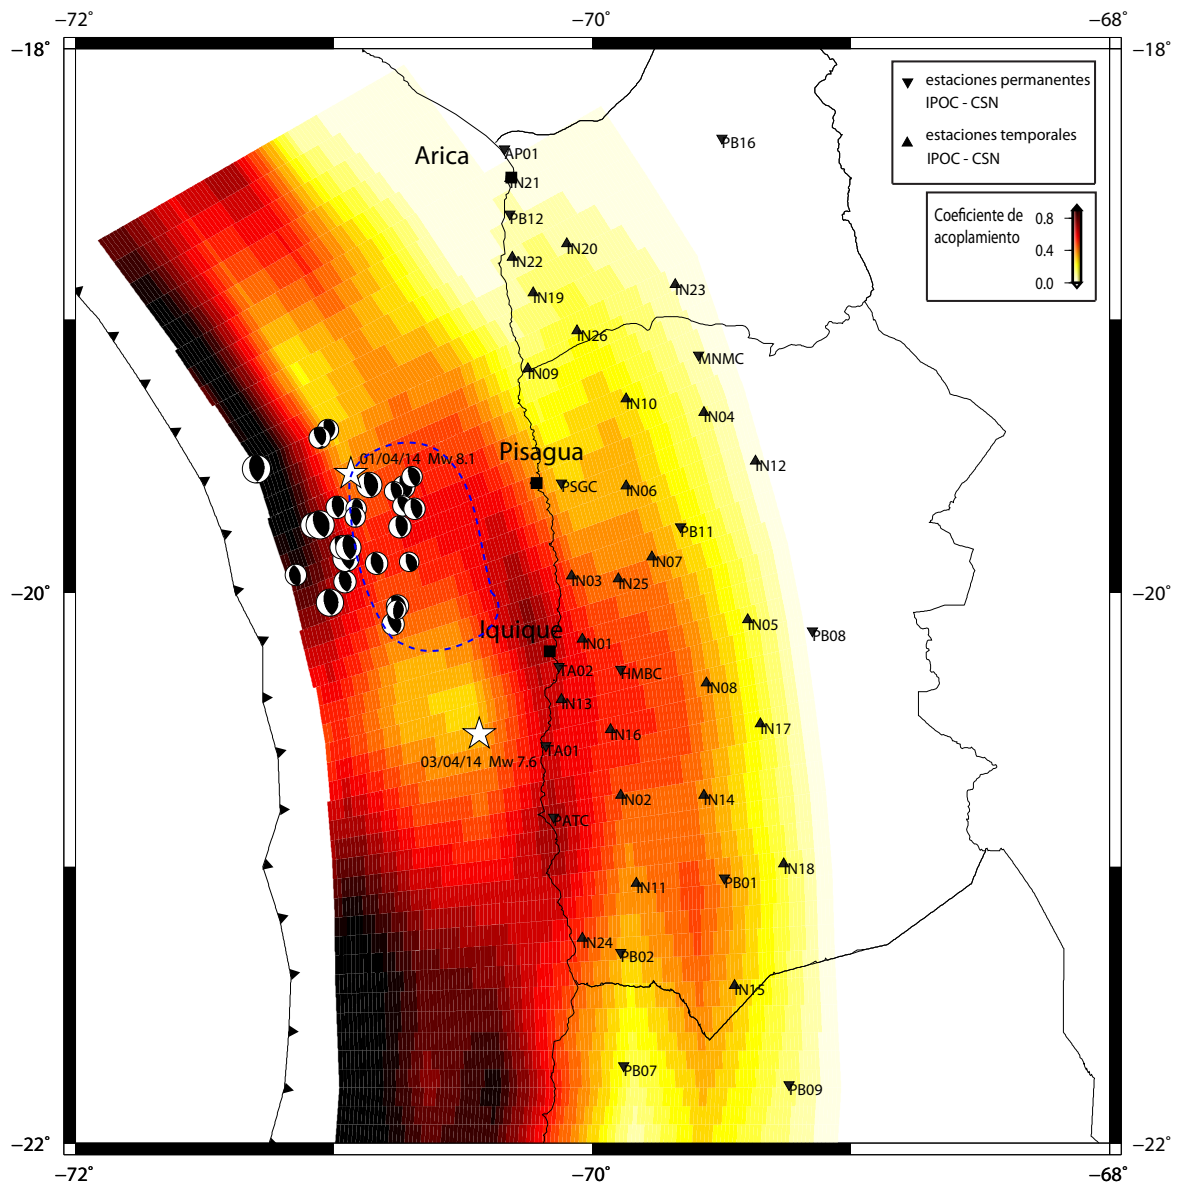 −72˚
−70˚
−68˚
−18˚
−18˚
estaciones permanentes
IPOC - CSN
estaciones temporales
IPOC - CSN
Coeficiente de
acoplamiento
0.8
0.4
0.0
PB16
Arica
AP01
IN21
PB12
IN20
IN22
IN23
IN19
IN26
MNMC
IN09
IN10
IN04
Pisagua
01/04/14 Mw 8.1
IN12
PSGC
IN06
PB11
IN07
IN03
IN25
−20˚
−20˚
IN05
Iquique
PB08
IN01
TA02
HMBC
IN08
IN13
IN17
IN16
TA01
03/04/14 Mw 7.6
IN02
IN14
PATC
IN18
PB01
IN11
IN24
PB02
IN15
PB07
PB09
−22˚
−22˚
−72˚
−70˚
−68˚